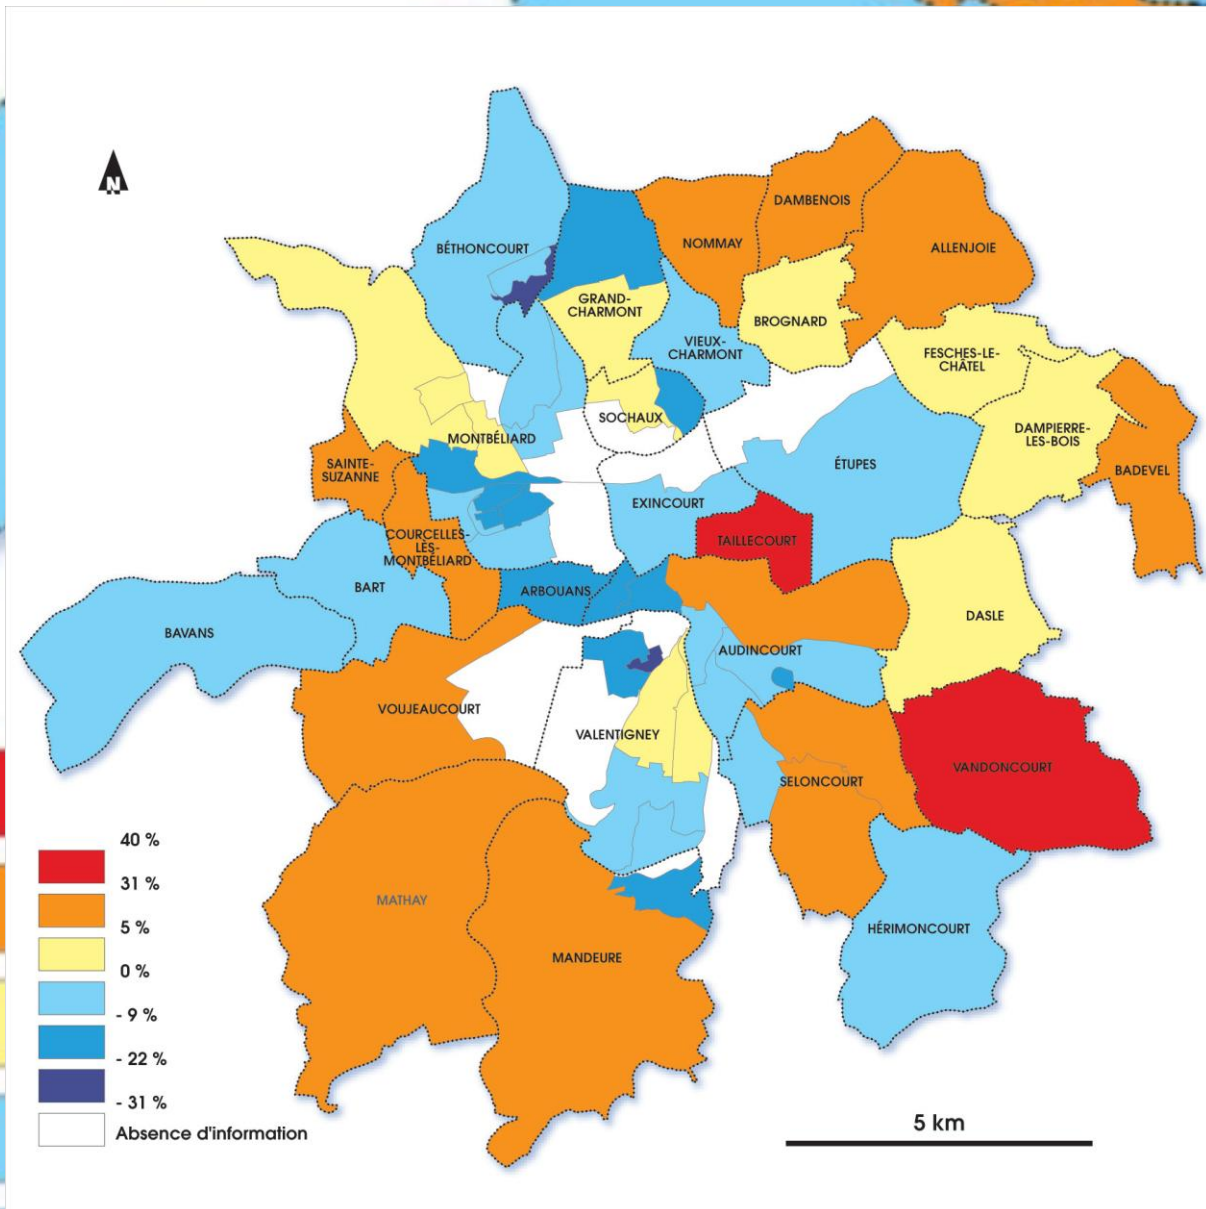 N
DAMBENOIS
BÉTHONCOURT
NOMMAY
ALLENJOIE
GRAND-
CHARMONT
BROGNARD
VIEUX-
CHARMONT
FESCHES-LE-
CHÂTEL
SOCHAUX
MONTBÉLIARD
DAMPIERRE-
LES-BOIS
SAINTE-
SUZANNE
ÉTUPES
BADEVEL
EXINCOURT
COURCELLES-
LÈS-
MONTBÉLIARD
TAILLECOURT
BART
ARBOUANS
DASLE
BAVANS
AUDINCOURT
VOUJEAUCOURT
VALENTIGNEY
VANDONCOURT
SELONCOURT
MATHAY
HÉRIMONCOURT
MANDEURE
40 %
31 %
5 %
0 %
- 9 %
- 22 %
- 31 %
Absence d'information
5 km